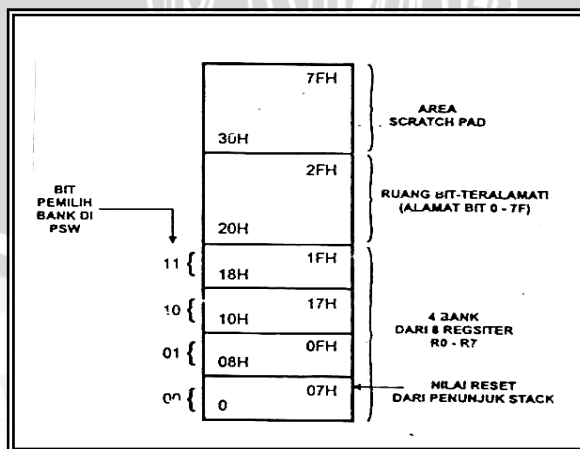 7FH
AREA
SCRATCH PAD
30H
2FH
BIT
PEMILIH
BANK DI
PSW
RUANG BIT-TERALAMATI
(ALAMAT BIT 0 - 7F)
20H
11 {
1FH
18H
10 {
17H
10H
4 BANK
DARI 8 REGSITER
R0 - R7
01 {
0FH
08H
00 {
07H
0
NILAI RESET
DARI PENUNJUK STACK